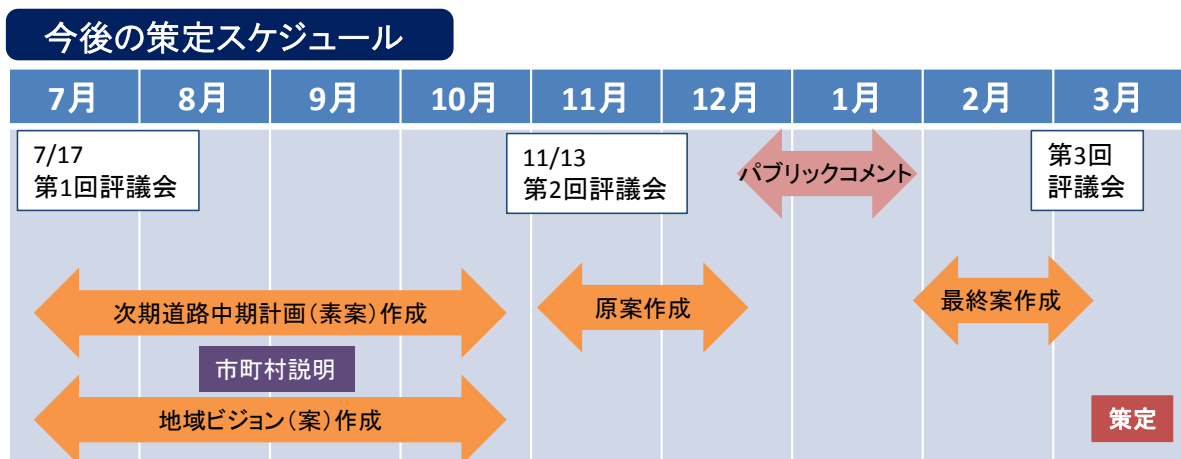 今後の策定スケジュール
7月 8月 9月 10月 11月 12月 1月 2月 3月
7/17
第1回評議会
11/13
第2回評議会
パブリックコメント
第3回
評議会
次期道路中期計画(素案)作成
原案作成
最終案作成
市町村説明
地域ビジョン(案)作成
策定